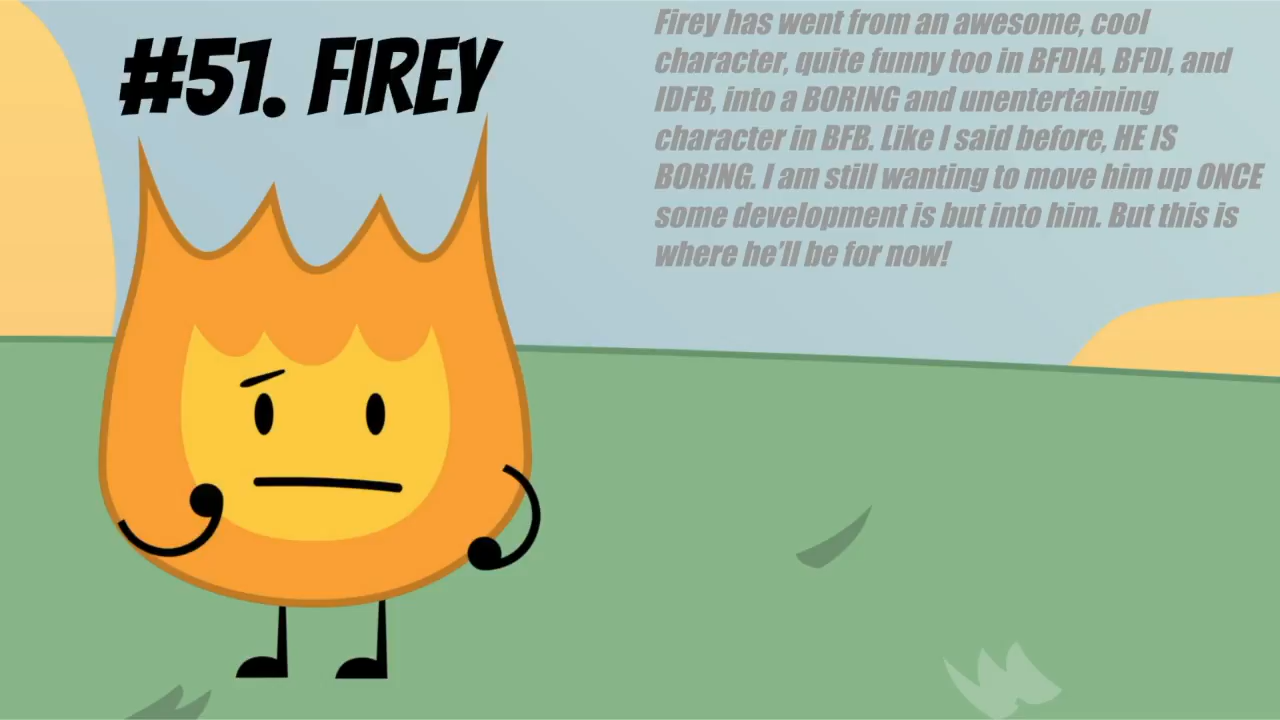 #51. FIREY
Firey has went from an awesome, cool
character, quite funny too in BFDIA, BFDI, and
IDFB, into a BORING and unentertaining
character in BFB. Like I said before, HE IS
BORING. I am still wanting to move him up ONCE
some development is but into him. But this is
where he'll be for now!